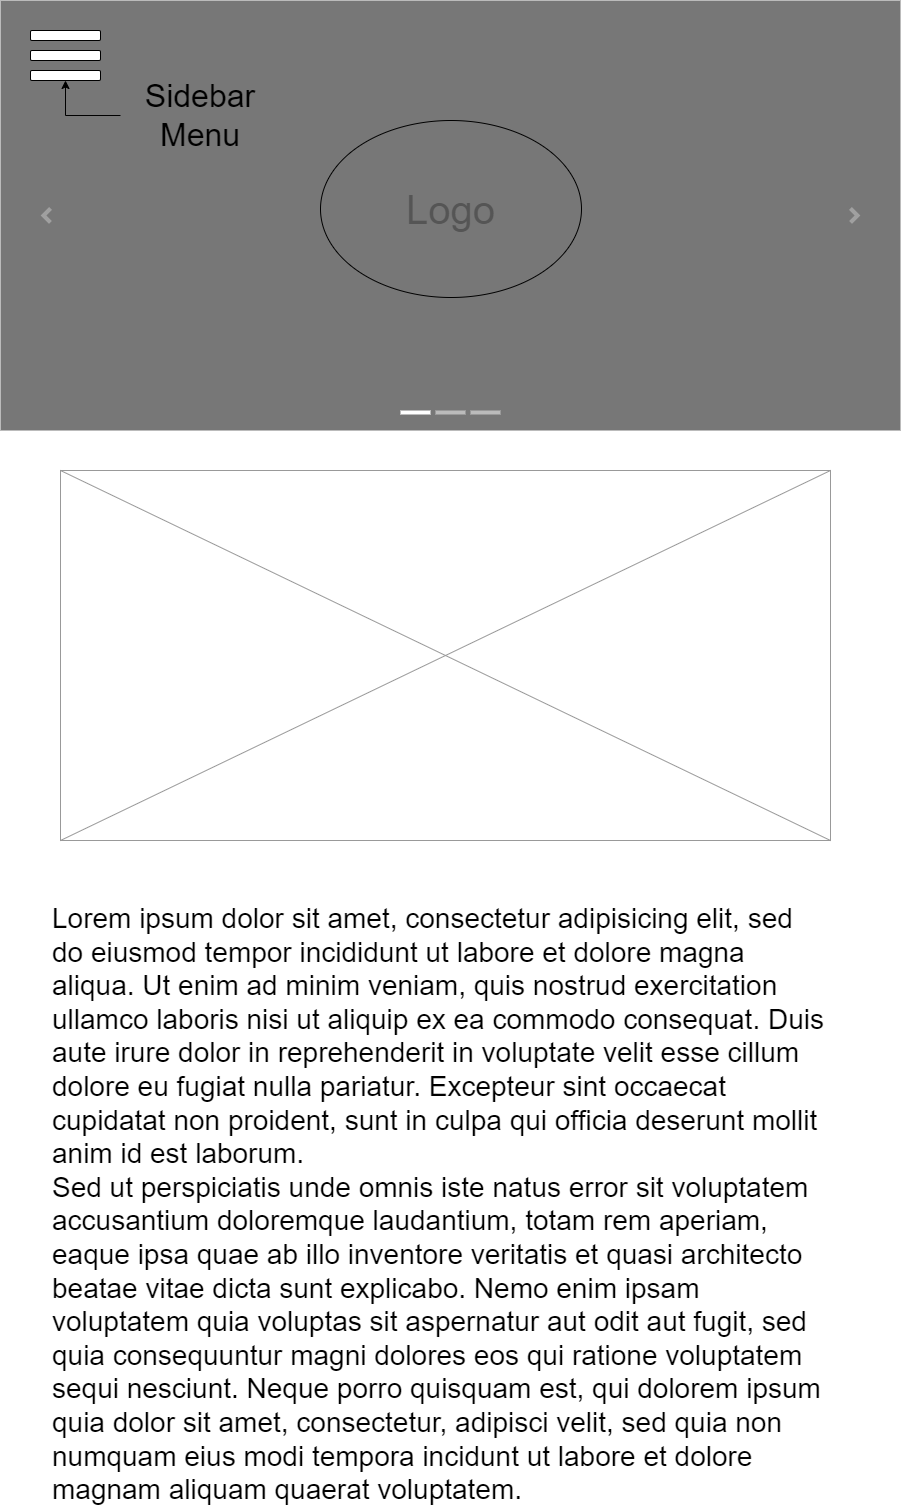 Sidebar
Menu
Logo
Lorem ipsum dolor sit amet, consectetur adipisicing elit, sed
do eiusmod tempor incididunt ut labore et dolore magna
aliqua. Ut enim ad minim veniam, quis nostrud exercitation
ullamco laboris nisi ut aliquip ex ea commodo consequat. Duis
aute irure dolor in reprehenderit in voluptate velit esse cillum
dolore eu fugiat nulla pariatur. Excepteur sint occaecat
cupidatat non proident, sunt in culpa qui officia deserunt mollit
anim id est laborum.
Sed ut perspiciatis unde omnis iste natus error sit voluptatem
accusantium doloremque laudantium, totam rem aperiam,
eaque ipsa quae ab illo inventore veritatis et quasi architecto
beatae vitae dicta sunt explicabo. Nemo enim ipsam
voluptatem quia voluptas sit aspernatur aut odit aut fugit, sed
quia consequuntur magni dolores eos qui ratione voluptatem
sequi nesciunt. Neque porro quisquam est, qui dolorem ipsum
quia dolor sit amet, consectetur, adipisci velit, sed quia non
numquam eius modi tempora incidunt ut labore et dolore
magnam aliquam quaerat voluptatem.